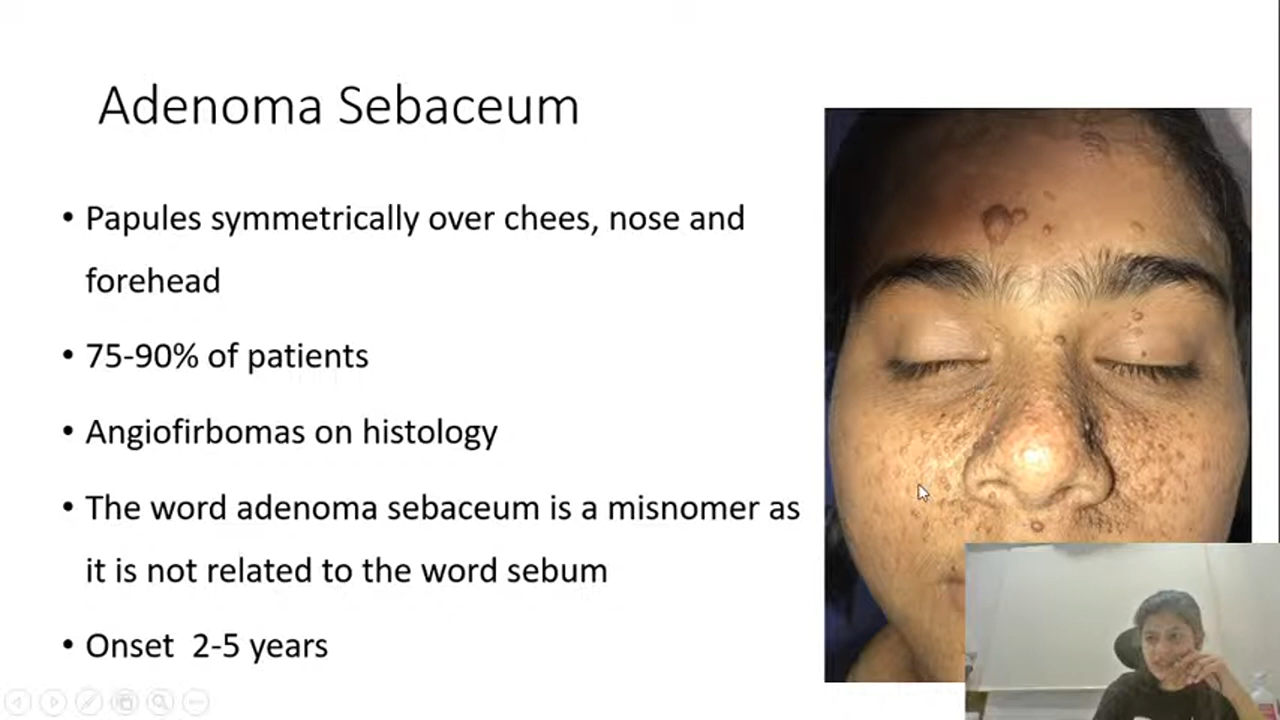 Adenoma Sebaceum
• Papules symmetrically over chees, nose and
forehead
• 75-90% of patients
• Angiofirbomas on histology
• The word adenoma sebaceum is a misnomer as
it is not related to the word sebum
• Onset  2-5 years